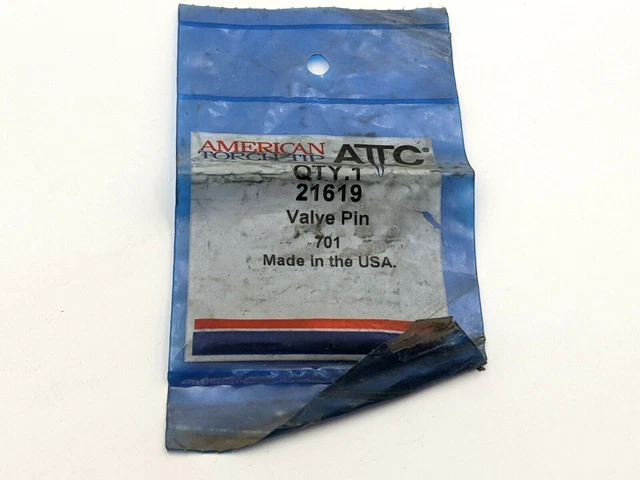 AMERICAN
TORCH TIP
ATTC®
QTY.1
21619
Valve Pin
701
Made in the USA.